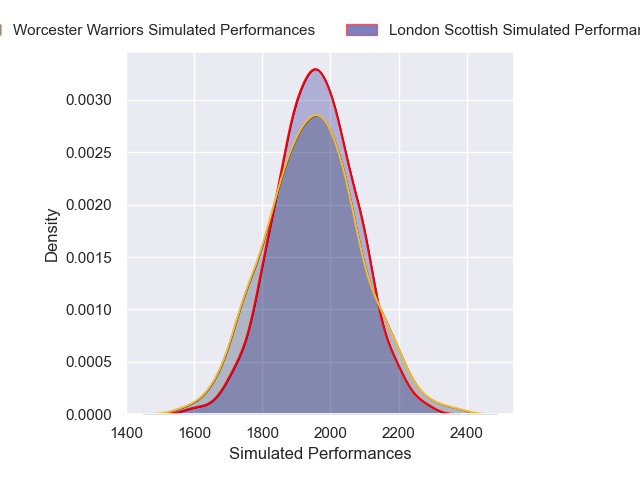 Worcester Warriors Simulated Performances
London Scottish Simulated
0.0030
0.0025
0.0020
0.0015
0.0010
0.0005
0.0000
Density
1400 1600 1800 2000 2200 2400
Simulated Performances